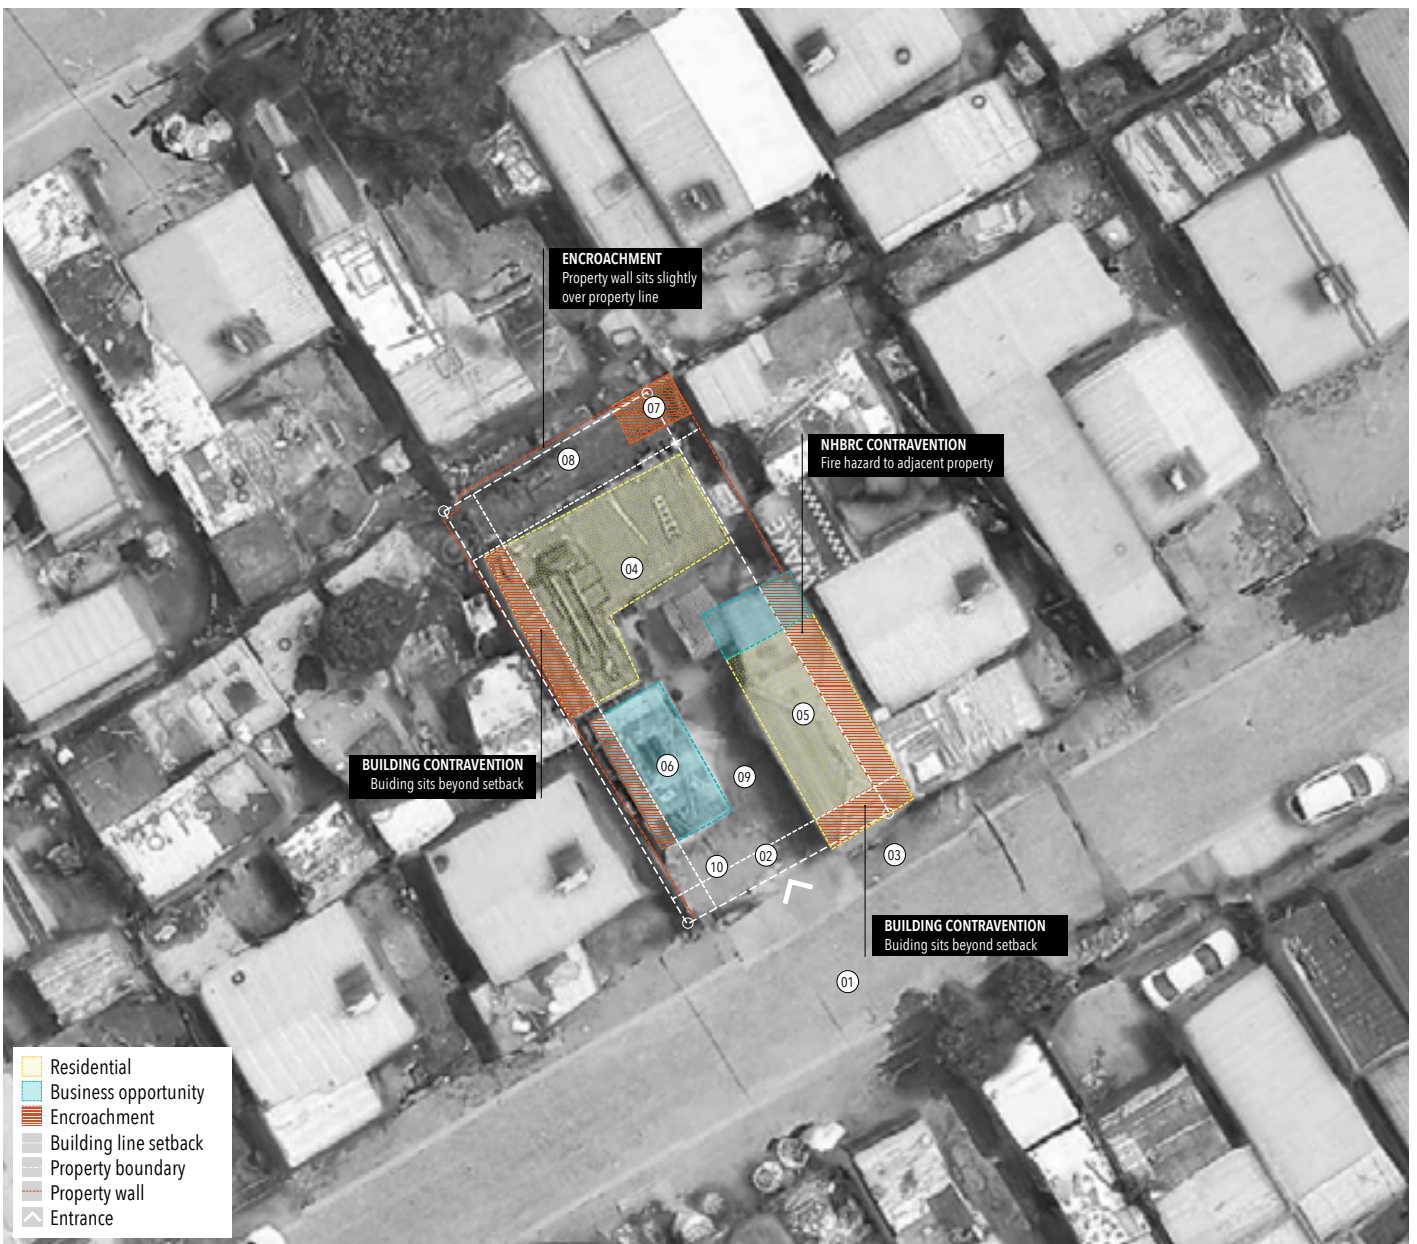 ENCROACHMENT
Property wall sits slightly
over property line
07
08
NHBRC CONTRAVENTION
Fire hazard to adjacent property
04
05
BUILDING CONTRAVENTION
Buiding sits beyond setback
06
09
10
02
03
BUILDING CONTRAVENTION
Buiding sits beyond setback
01
Residential
Business opportunity
Encroachment
Building line setback
Property boundary
Property wall
Entrance